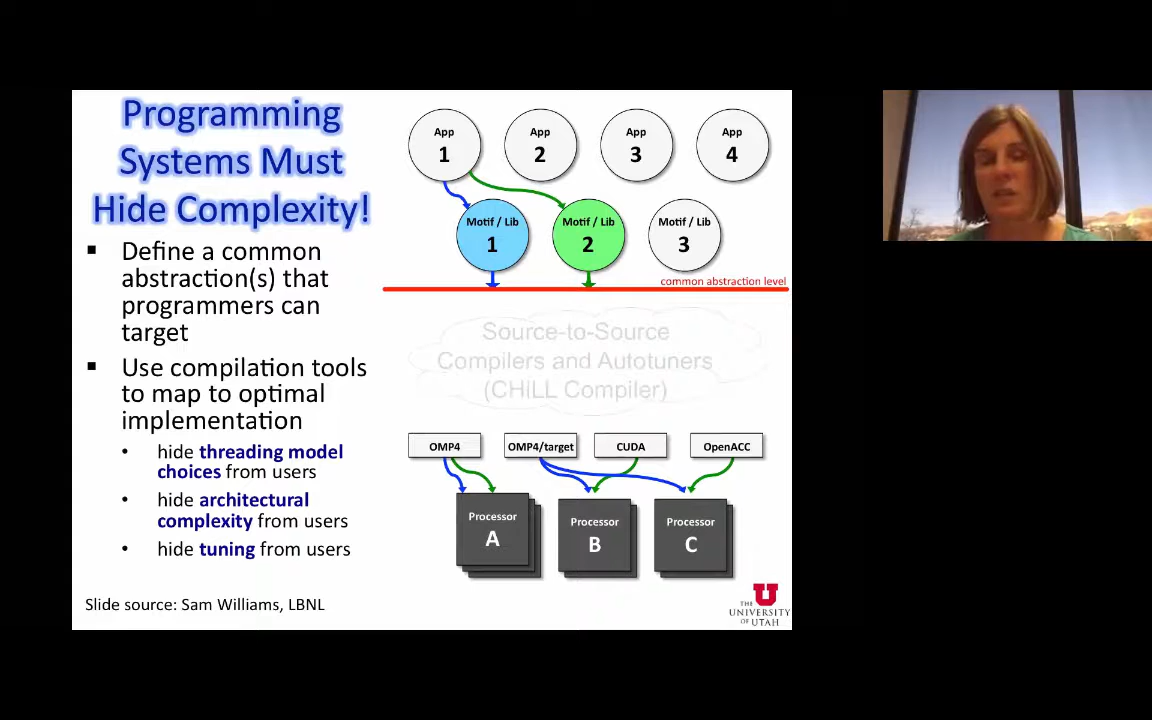 Programming
Systems Must
Hide Complexity!
▪ Define a common
abstraction(s) that
programmers can
target
▪ Use compilation tools
to map to optimal
implementation
• hide threading model
choices from users
• hide architectural
complexity from users
• hide tuning from users
Slide source: Sam Williams, LBNL
App
1
App
2
App
3
App
4
Motif / Lib
1
Motif / Lib
2
Motif / Lib
3
common abstraction level
Source-to-Source
Compilers and Autotuners
(CHiLL Compiler)
OMP4
OMP4/target
CUDA
OpenACC
Processor
A
Processor
B
Processor
C
U
THE
UNIVERSITY
OF UTAH